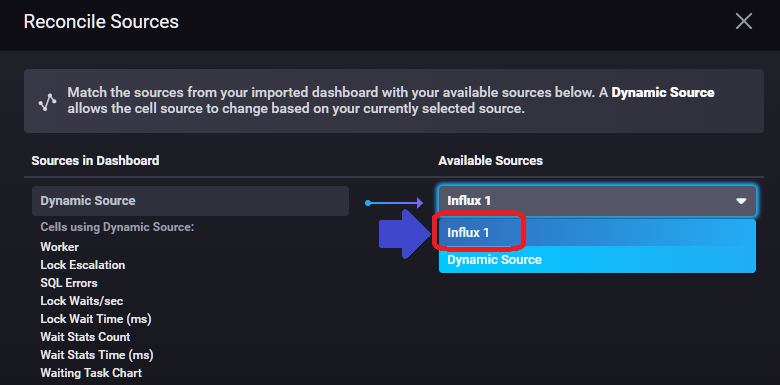 Reconcile Sources
Match the sources from your imported dashboard with your available sources below. A Dynamic Source
allows the cell source to change based on your currently selected source.
Sources in Dashboard
Available Sources
Dynamic Source
Influx 1
Cells using Dynamic Source:
Influx 1
Worker
Dynamic Source
Lock Escalation
SQL Errors
Lock Waits/sec
Lock Wait Time (ms)
Wait Stats Count
Wait Stats Time (ms)
Waiting Task Chart